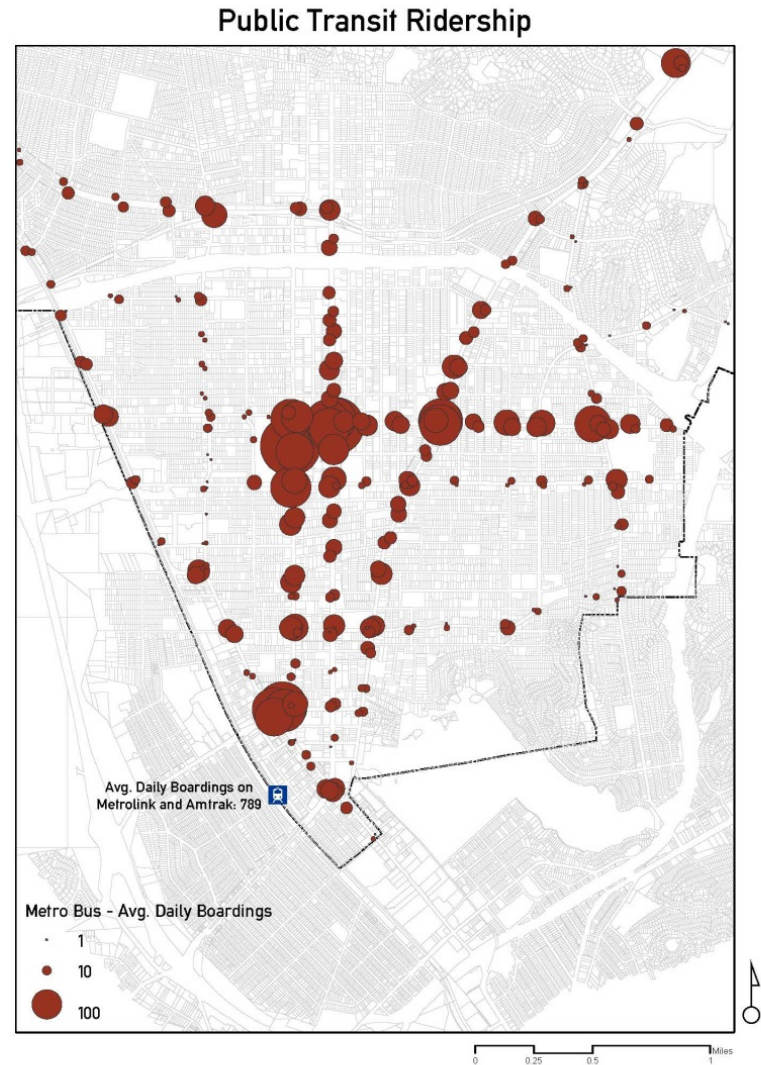 Public Transit Ridership
Avg. Daily Boardings on
Metrolink and Amtrak: 789
Metro Bus - Avg. Daily Boardings
1
10
100
Miles
0
0.25
0.5
1